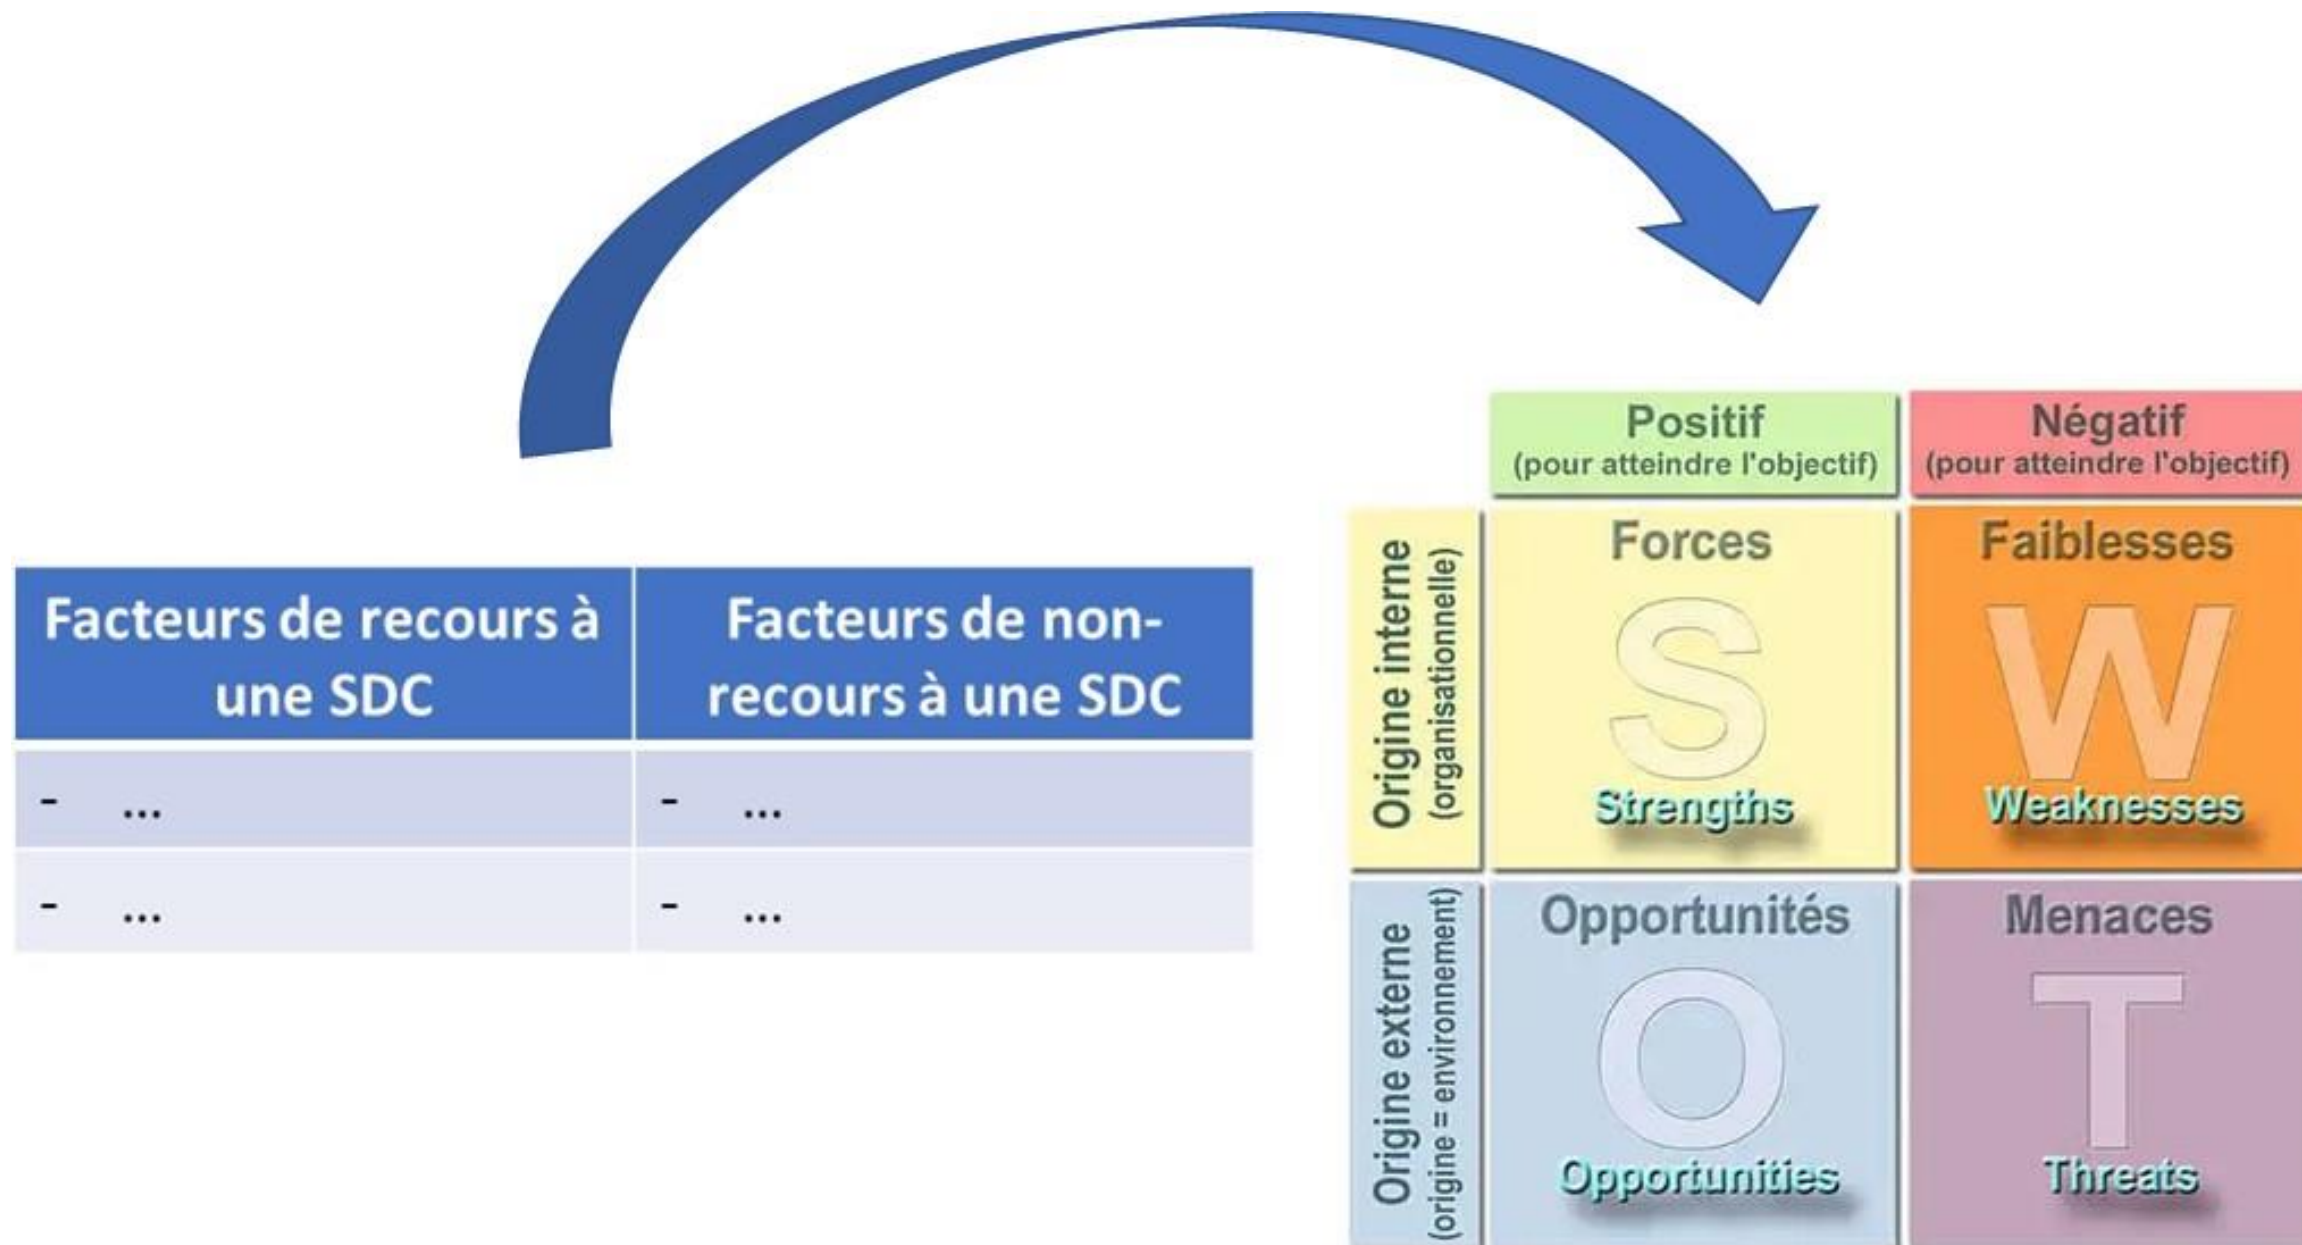 Facteurs de recours à
une SDC
Facteurs de non-
recours à une SDC
- ...
- ...
- ...
- ...
Positif
(pour atteindre l'objectif)
Négatif
(pour atteindre l'objectif)
Origine interne
(organisationnelle)
Forces
S
Strengths
Faiblesses
W
Weaknesses
Origine externe
(origine = environnement)
Opportunités
O
Opportunities
Menaces
T
Threats